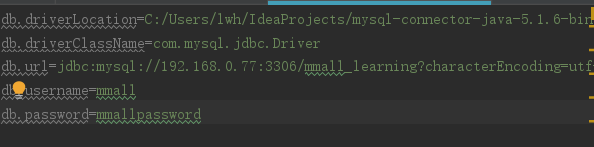 db.driverLocation=C:/Users/lwh/IdeaProjects/mysql-connector-java-5.1.6-bin
db.driverClassName=com.mysql.jdbc.Driver
db.url=jdbc:mysql://192.168.0.77:3306/mmall_learning?characterEncoding=utf
db.username=mmall
db.password=mmallpassword